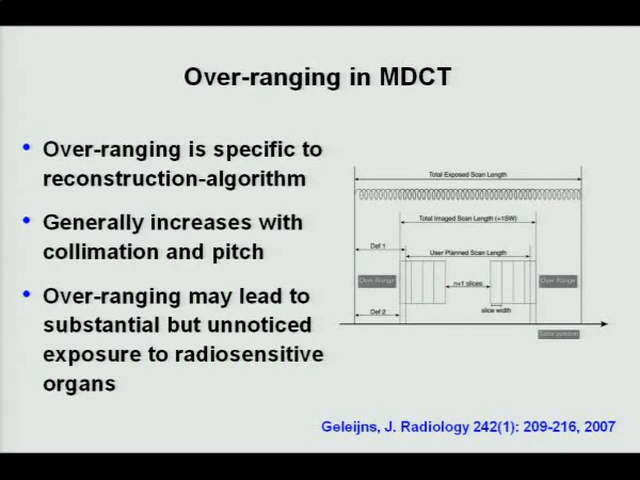 Over-ranging in MDCT
• Over-ranging is specific to
reconstruction-algorithm
• Generally increases with
collimation and pitch
• Over-ranging may lead to
substantial but unnoticed
exposure to radiosensitive
organs
Total Exposed Scan Length
Total Imaged Scan Length (+1SW)
Def 1
User Planned Scan Length
Over Range
n+1 slices
Over Range
slice width
Def 2
Geleijns, J. Radiology 242(1): 209-216, 2007